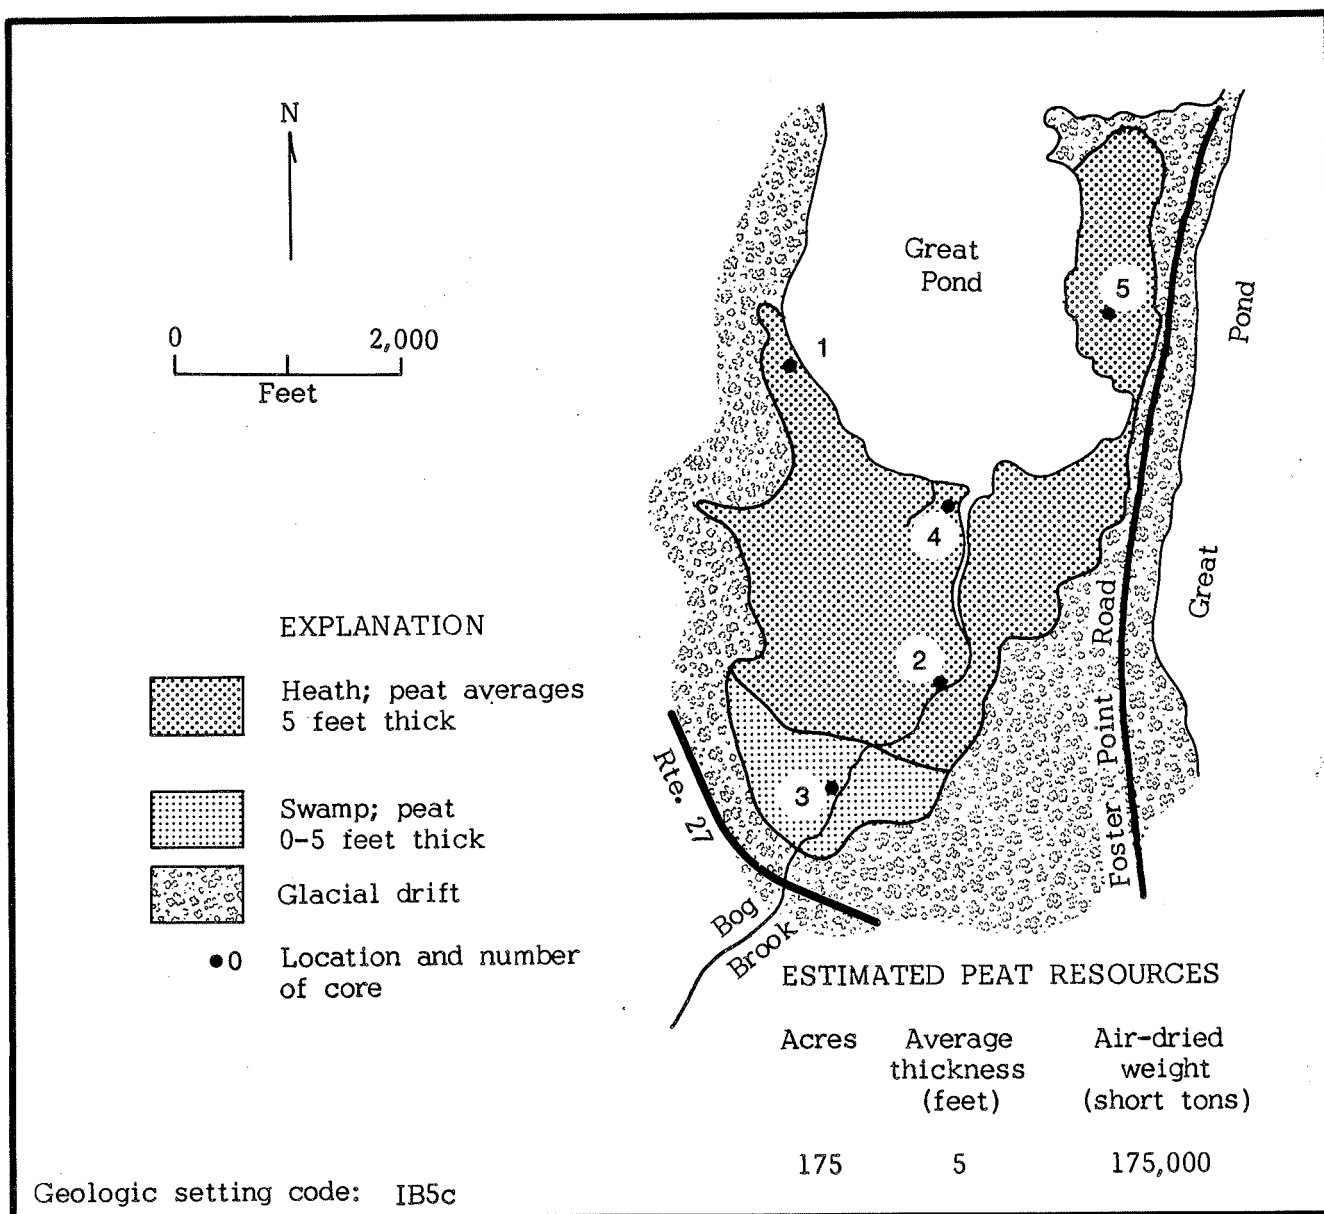 N
0 2,000
Feet
Great
Pond
1
5
4
2
3
Pond
Great
Foster Point Road
Rte. 27
Bog
Brook
EXPLANATION
Heath; peat averages
5 feet thick
Swamp; peat
0-5 feet thick
Glacial drift
0 Location and number
of core
ESTIMATED PEAT RESOURCES
Acres Average Air-dried
thickness weight
(feet) (short tons)
175 5 175,000
Geologic setting code: IB5c